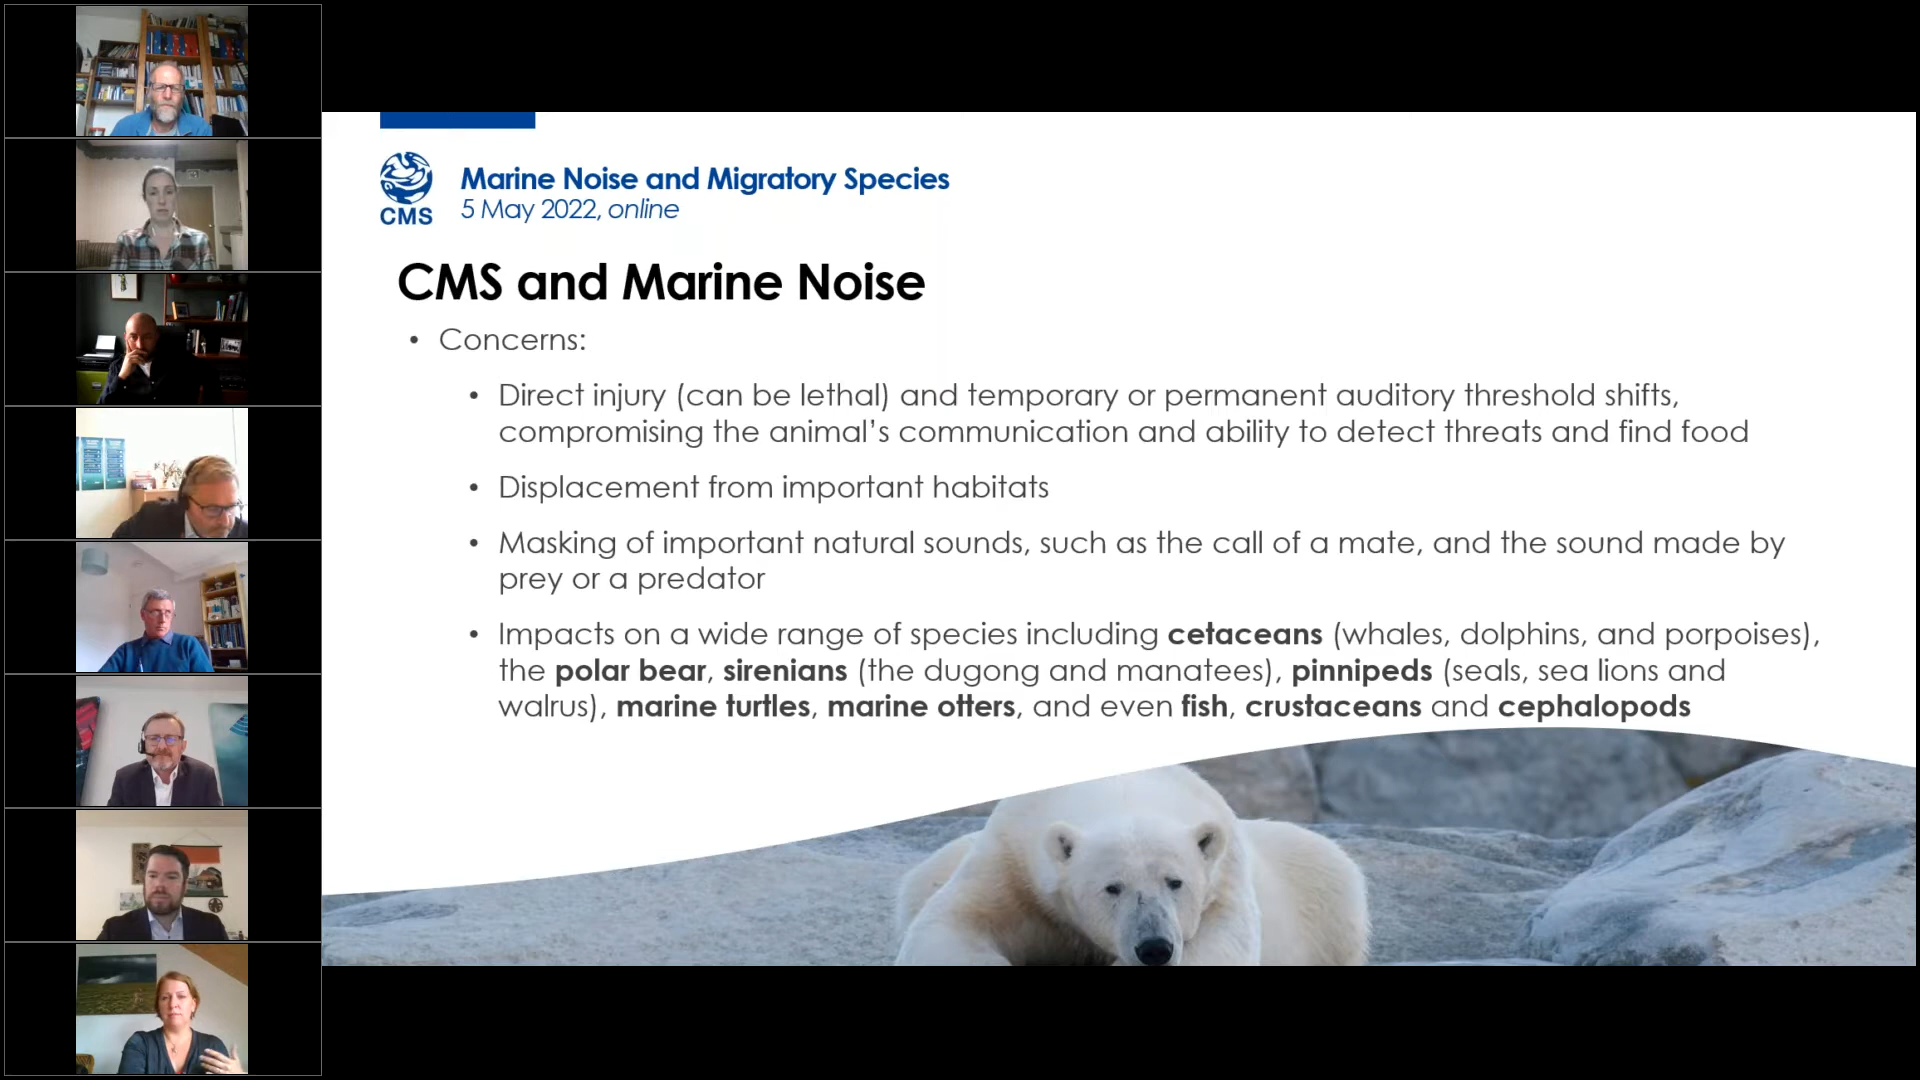 CMS
Marine Noise and Migratory Species
5 May 2022, online
CMS and Marine Noise
• Concerns:
• Direct injury (can be lethal) and temporary or permanent auditory threshold shifts,
compromising the animal’s communication and ability to detect threats and find food
• Displacement from important habitats
• Masking of important natural sounds, such as the call of a mate, and the sound made by
prey or a predator
• Impacts on a wide range of species including cetaceans (whales, dolphins, and porpoises),
the polar bear, sirenians (the dugong and manatees), pinnipeds (seals, sea lions and
walrus), marine turtles, marine otters, and even fish, crustaceans and cephalopods